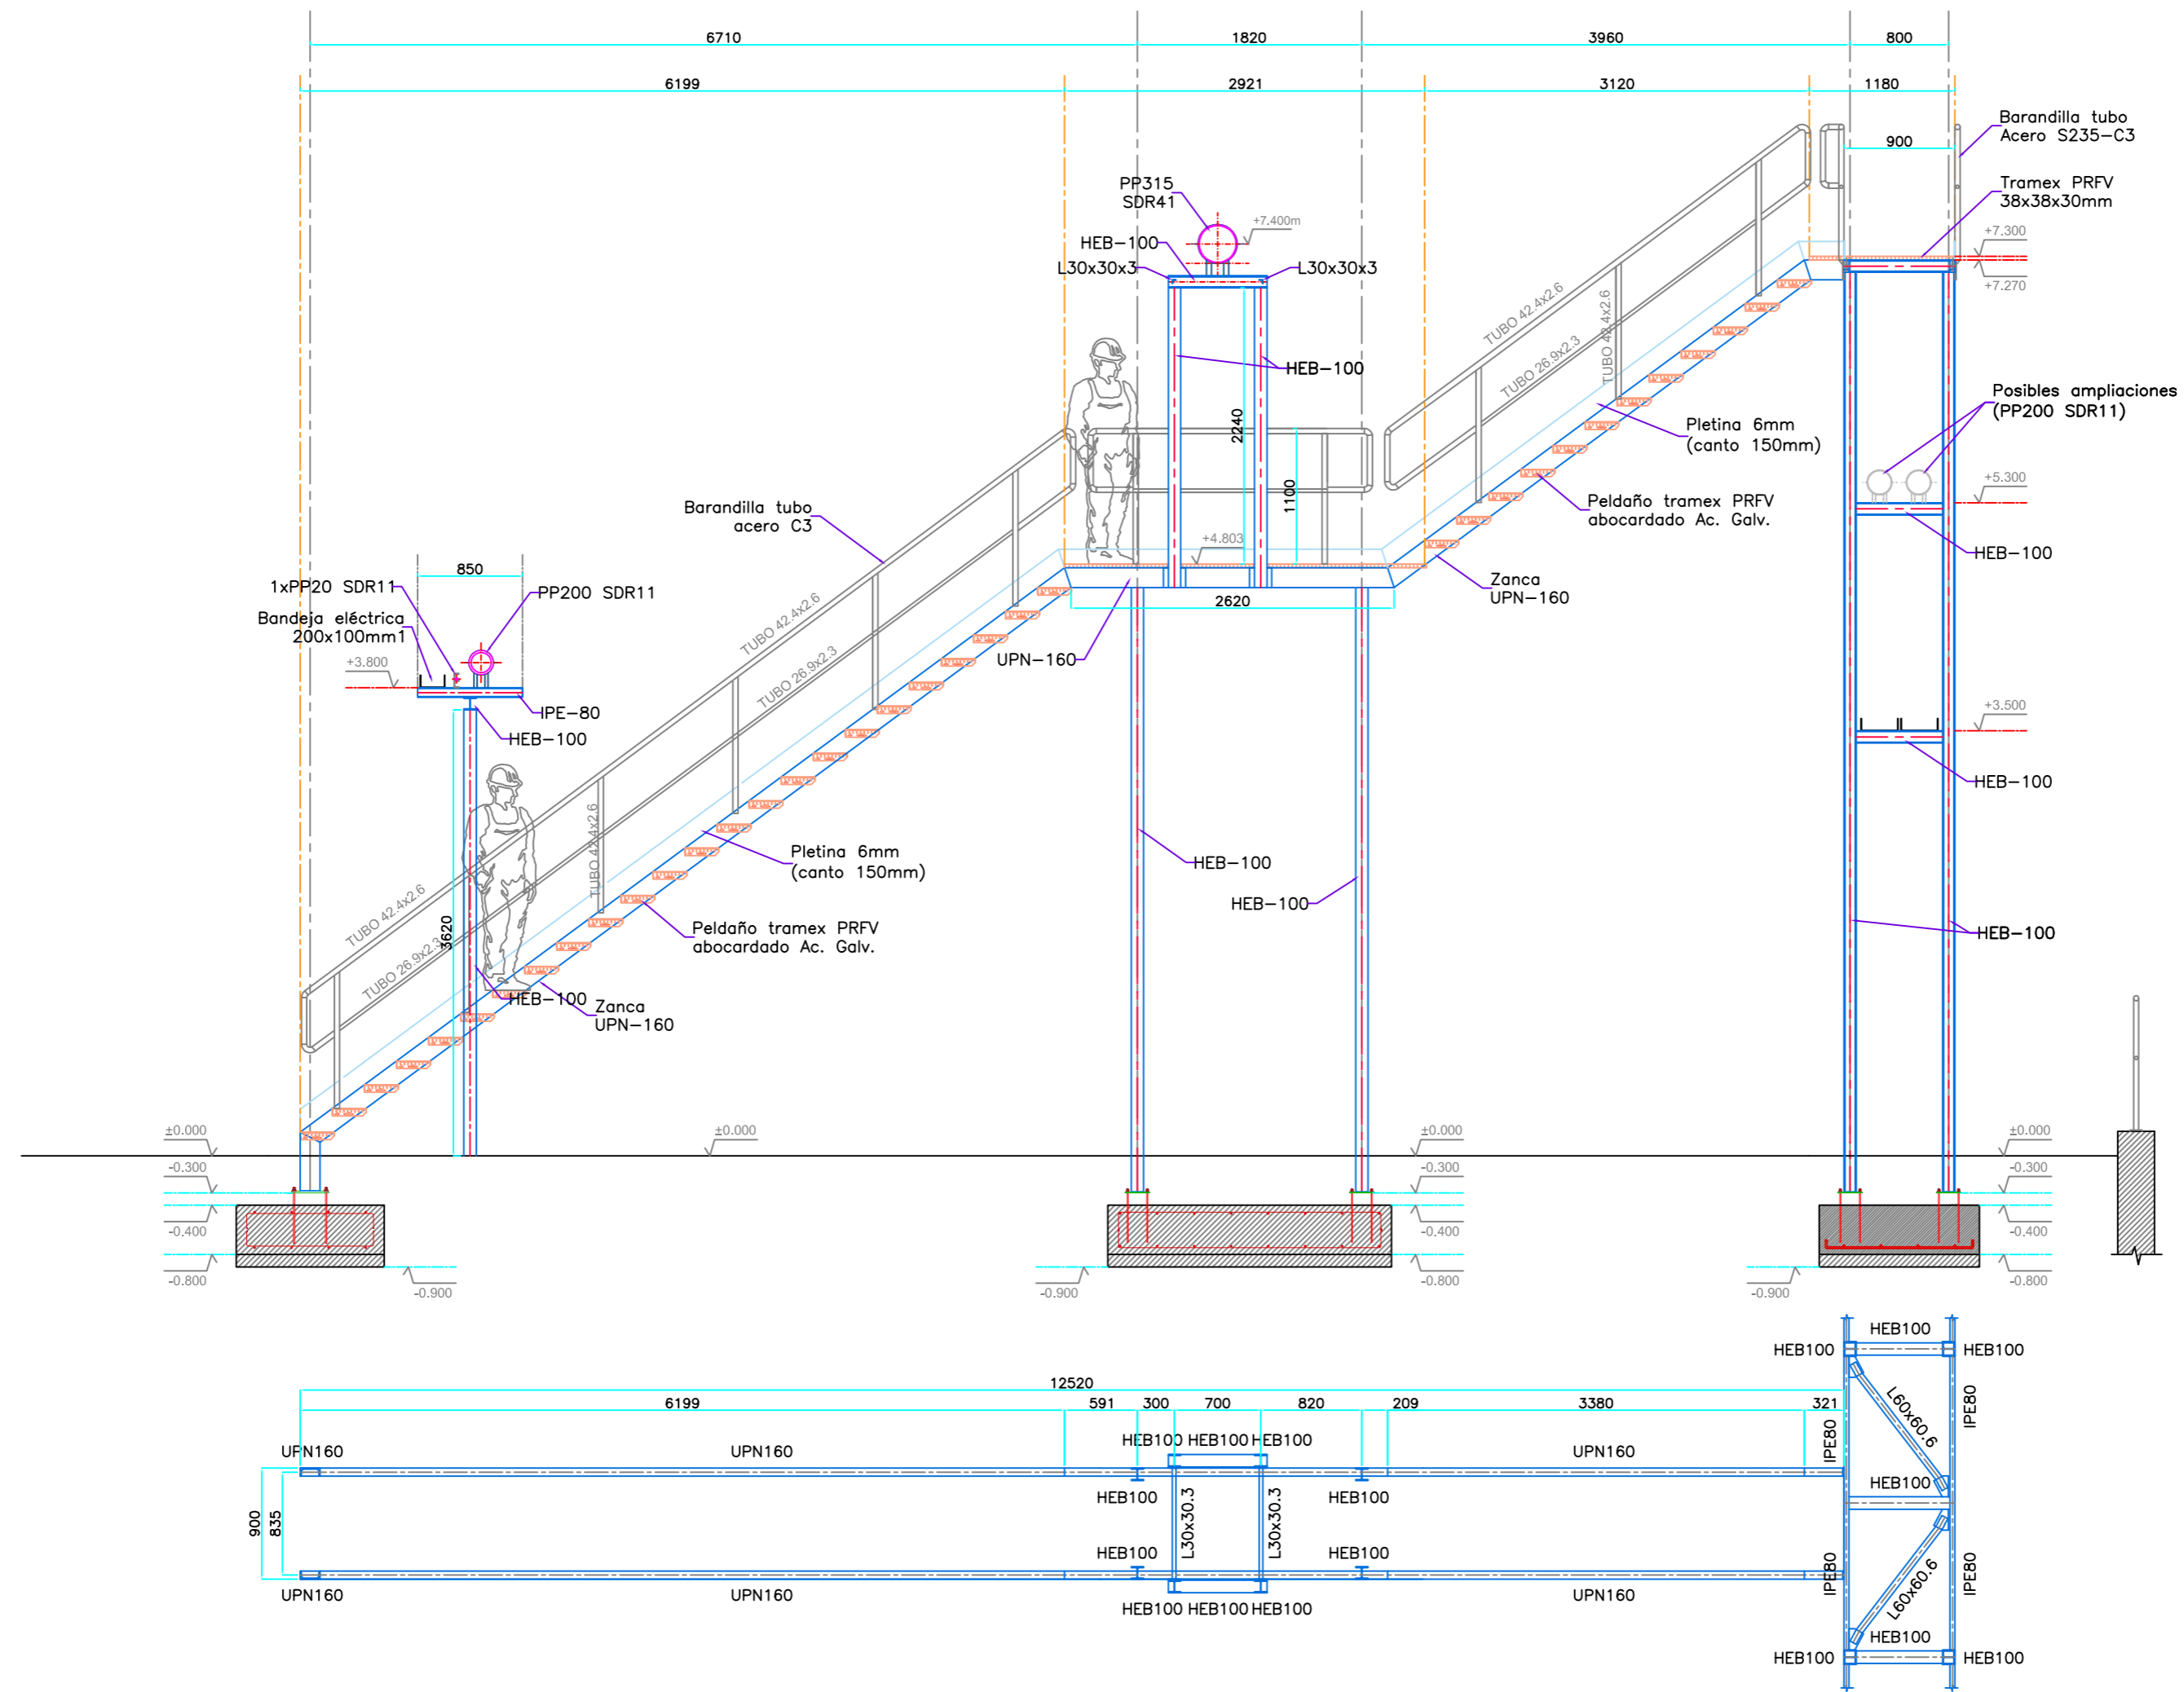 6710
1820
3960
800
6199
2921
3120
1180
900
Barandilla tubo
Acero S235-C3
Tramex PRFV
38x38x30mm
+7.300
+7.270
PP315
SDR41
+7.400m
HEB-100
L30x30x3
L30x30x3
HEB-100
2240
1100
TUBO 42.4x2.6
TUBO 26.9x2.3
TUBO 42.4x2.6
Pletina 6mm
(canto 150mm)
Posibles ampliaciones
(PP200 SDR11)
+5.300
HEB-100
Peldaño tramex PRFV
abocardado Ac. Galv.
Barandilla tubo
acero C3
+4.803
Zanca
UPN-160
2620
UPN-160
850
1xPP20 SDR11
PP200 SDR11
Bandeja eléctrica
200x100mm1
+3.800
IPE-80
HEB-100
TUBO 42.4x2.6
TUBO 26.9x2.3
+3.500
HEB-100
TUBO 42.4x2.6
Pletina 6mm
(canto 150mm)
HEB-100
HEB-100
HEB-100
TUBO 42.4x2.6
TUBO 26.9x2.3
3620
Peldaño tramex PRFV
abocardado Ac. Galv.
HEB-100
Zanca
UPN-160
±0.000
±0.000
±0.000
±0.000
-0.300
-0.300
-0.300
-0.400
-0.400
-0.400
-0.800
-0.800
-0.800
-0.900
-0.900
-0.900
HEB100
HEB100
HEB100
12520
6199
591
300
700
820
209
3380
321
L60x60.6
IPE80
IPE80
UPN160
UPN160
HEB100
HEB100
HEB100
UPN160
HEB100
HEB100
HEB100
900
835
L30x30.3
L30x30.3
HEB100
HEB100
IPE80
IPE80
L60x60.6
UPN160
UPN160
HEB100
HEB100
HEB100
UPN160
HEB100
HEB100
HEB100